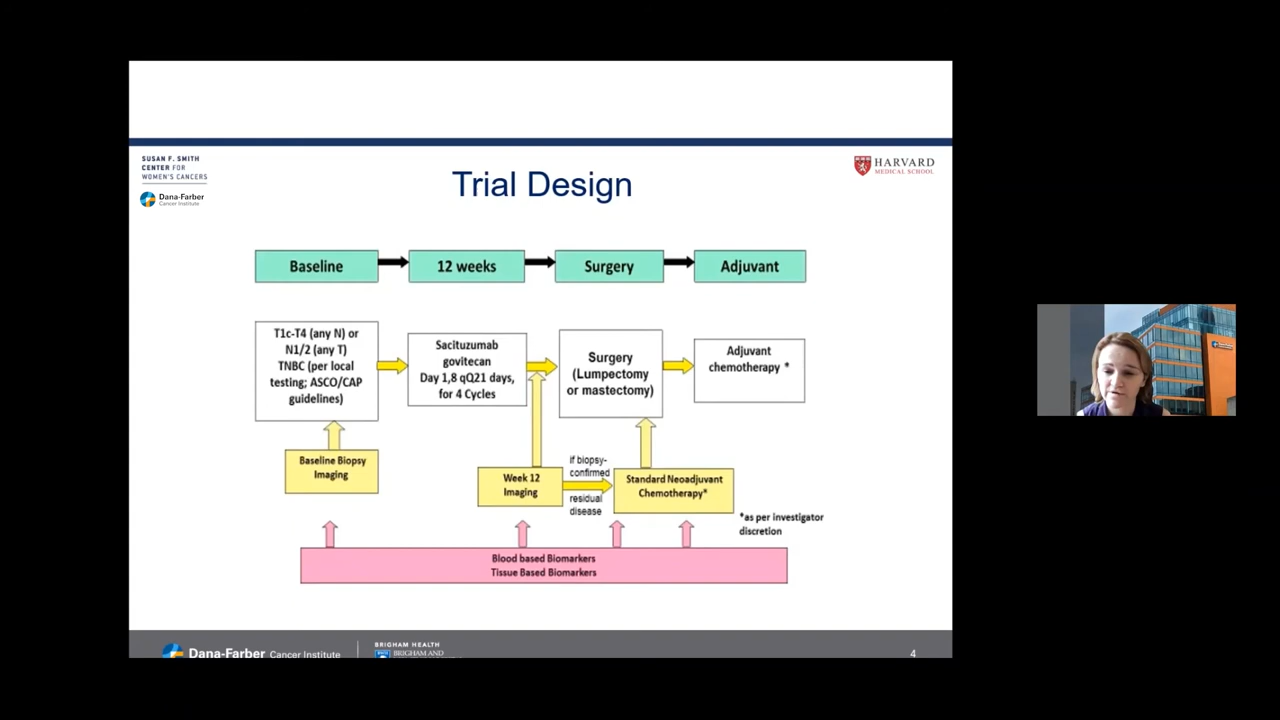 SUSAN F. SMITH
CENTER FOR
WOMEN'S CANCERS
Dana-Farber
Cancer Institute
HARVARD
MEDICAL SCHOOL
Trial Design
Baseline
12 weeks
Surgery
Adjuvant
T1c-T4 (any N) or
N1/2 (any T)
TNBC (per local
testing; ASCO/CAP
guidelines)
Sacituzumab
govitecan
Day 1,8 qQ21 days,
for 4 Cycles
Surgery
(Lumpectomy
or mastectomy)
Adjuvant
chemotherapy *
Baseline Biopsy
Imaging
Week 12
Imaging
if biopsy-
confirmed
residual
disease
Standard Neoadjuvant
Chemotherapy*
*as per investigator
discretion
Blood based Biomarkers
Tissue Based Biomarkers
Dana-Farber Cancer Institute
BRIGHAM HEALTH
BRIGHAM AND
4